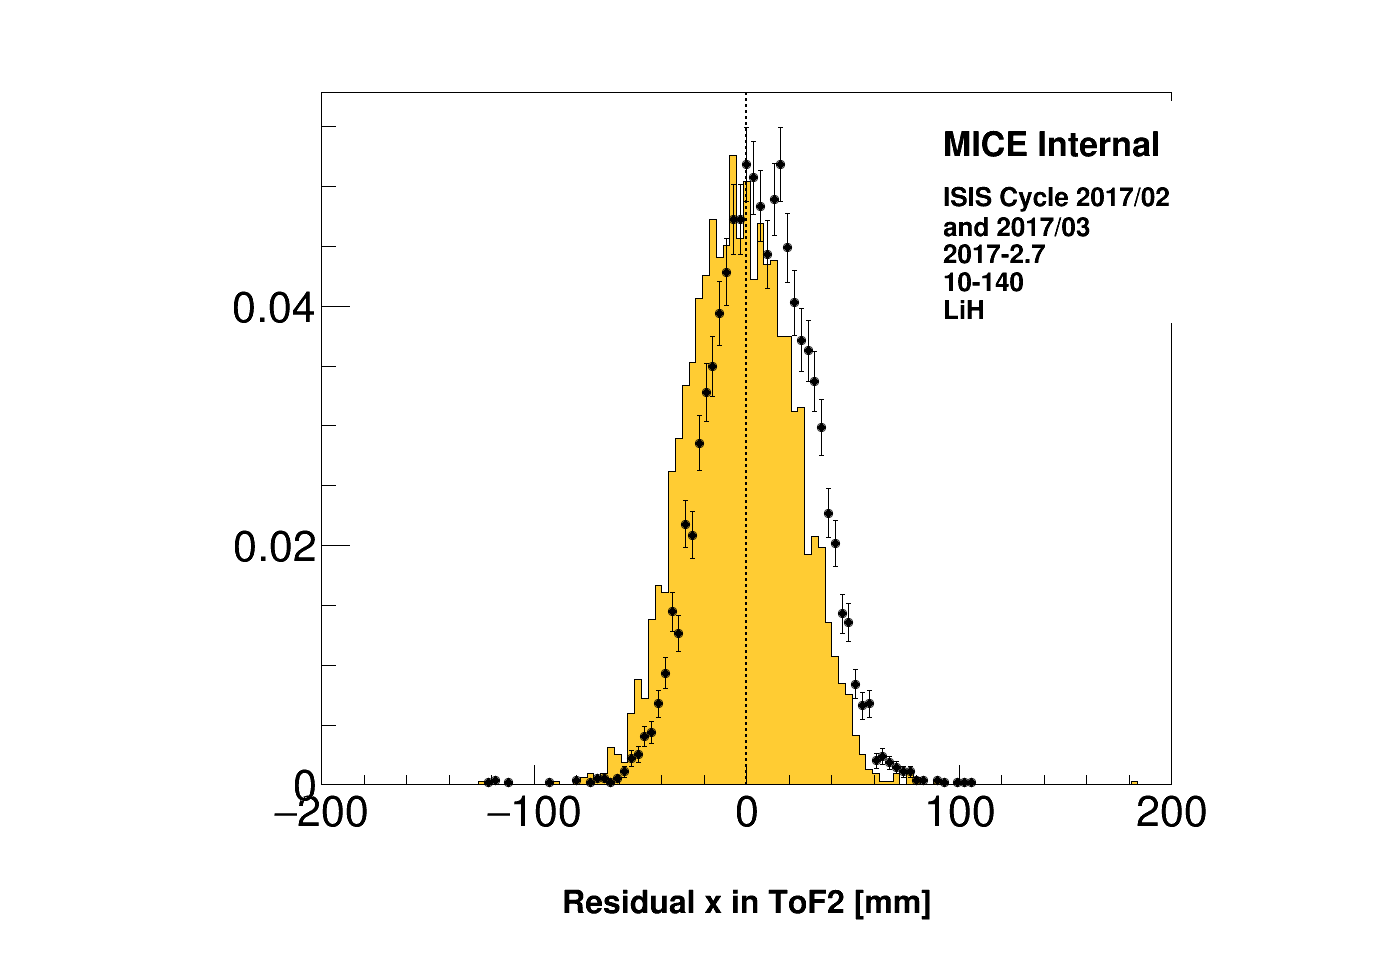 MICE Internal
ISIS Cycle 2017/02
and 2017/03
2017-2.7
10-140
LiH
0.04
0.02
0
−200 −100 0 100 200
Residual x in ToF2 [mm]